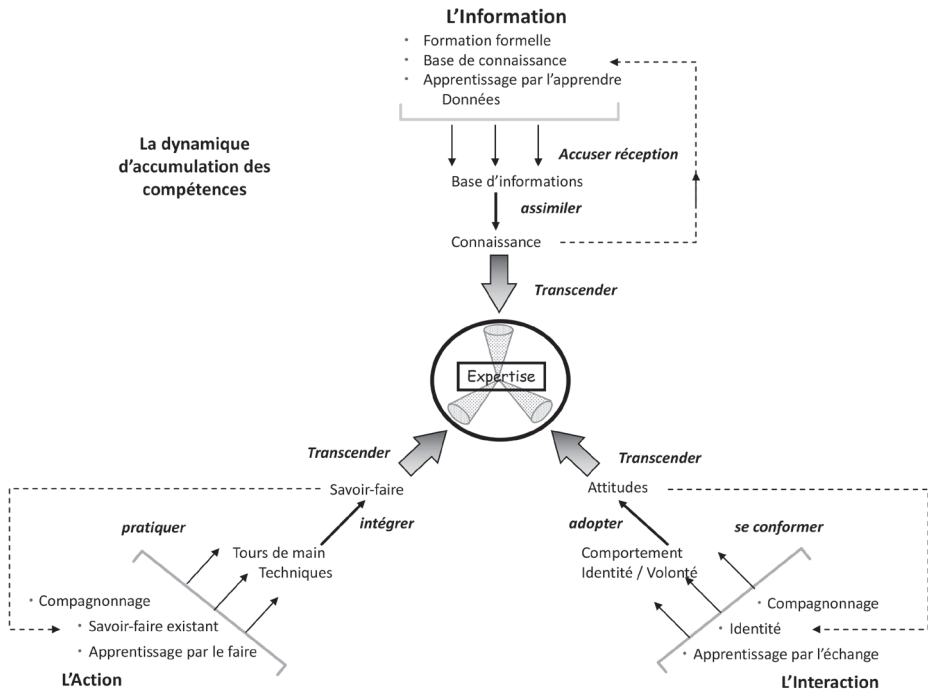 L'Information
• Formation formelle
• Base de connaissance
• Apprentissage par l'apprendre
Données
La dynamique
d'accumulation des
compétences
Accuser réception
Base d'informations
assimiler
Connaissance
Transcender
Expertise
Transcender
Transcender
Savoir-faire
Attitudes
pratiquer
intégrer
adopter
se conformer
Tours de main
Techniques
Comportement
Identité / Volonté
• Compagnonnage
• Savoir-faire existant
• Apprentissage par le faire
L'Action
• Compagnonnage
• Identité
• Apprentissage par l'échange
L'Interaction